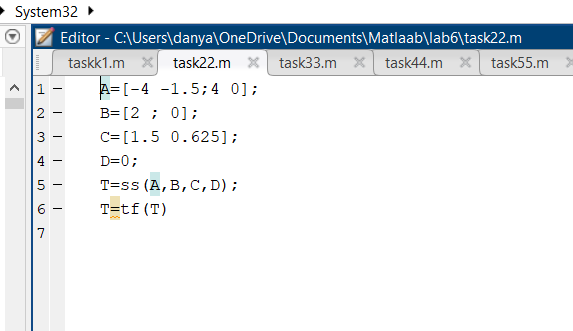 System32
Editor - C:\Users\danya\OneDrive\Documents\Matlaab\lab6\task22.m
taskk1.m task22.m task33.m task44.m task55.m
1 A=[-4 -1.5;4 0];
2 B=[2 ; 0];
3 C=[1.5 0.625];
4 D=0;
5 T=ss(A,B,C,D);
6 T=tf(T)
7